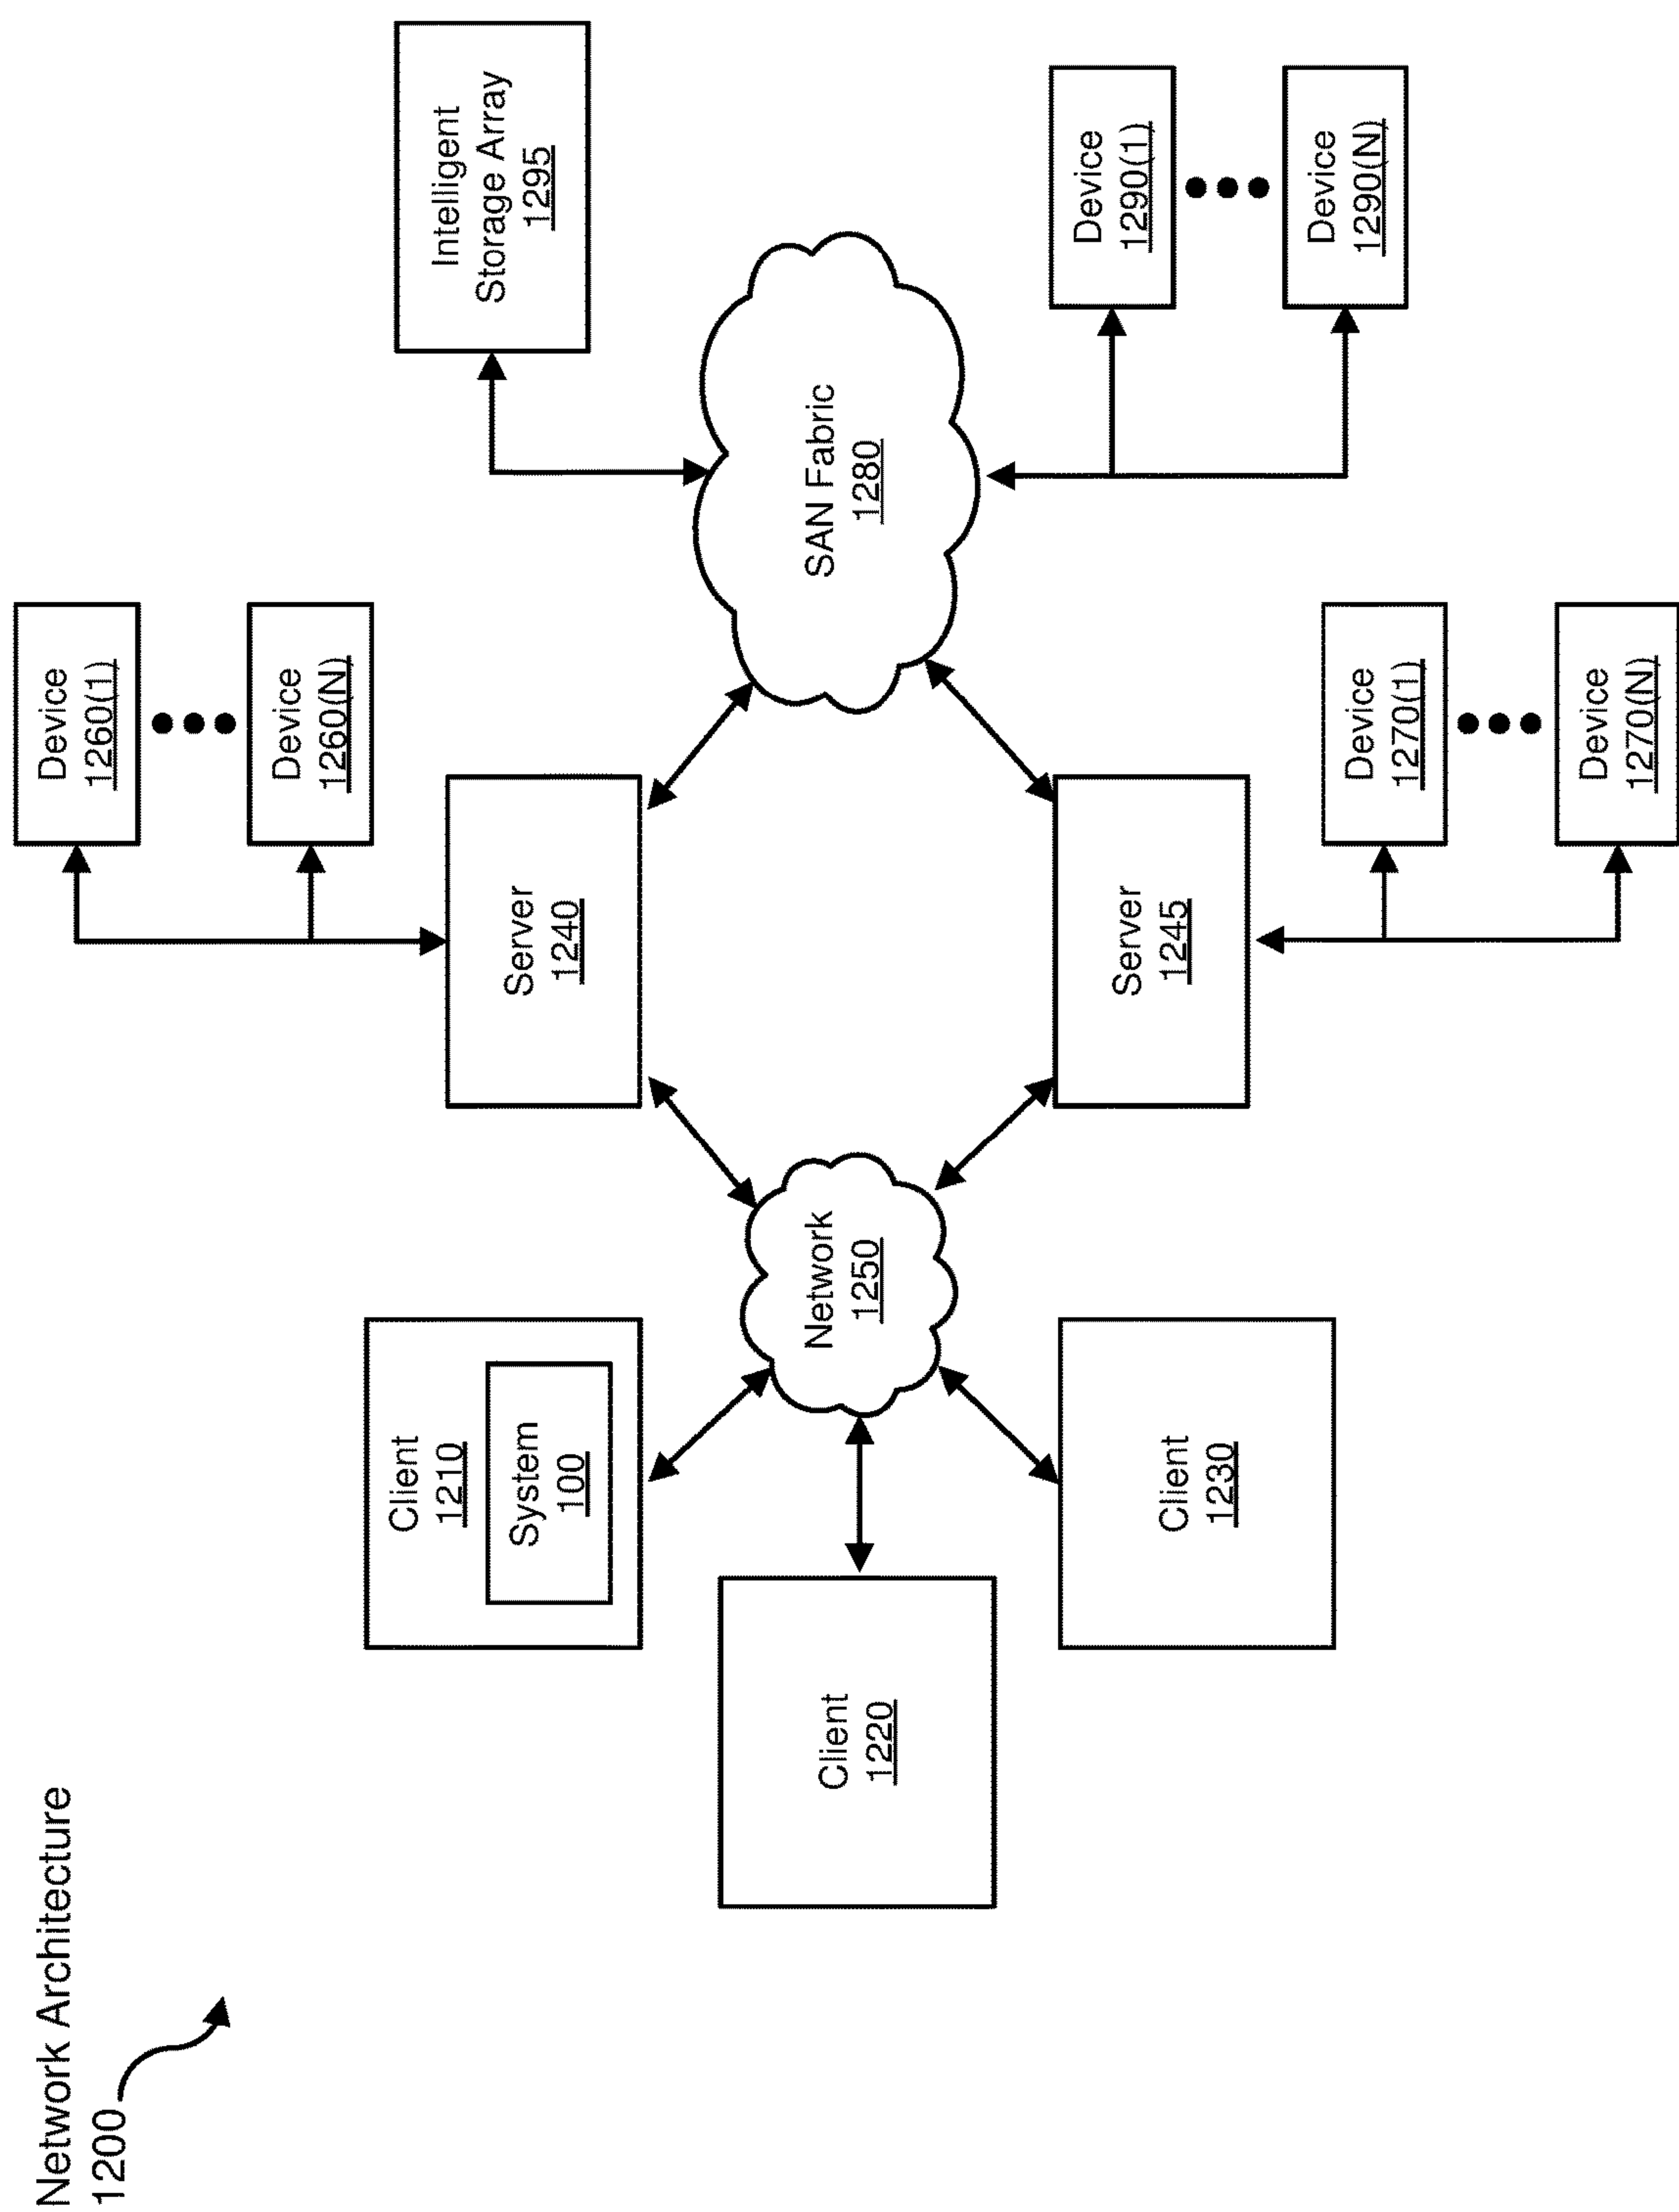 Network Architecture
1200
Client
1210
System
100
Client
1220
Client
1230
Network
1250
Server
1240
Server
1245
Device
1260(1)
Device
1260(N)
Device
1270(1)
Device
1270(N)
SAN Fabric
1280
Intelligent
Storage Array
1295
Device
1290(1)
Device
1290(N)